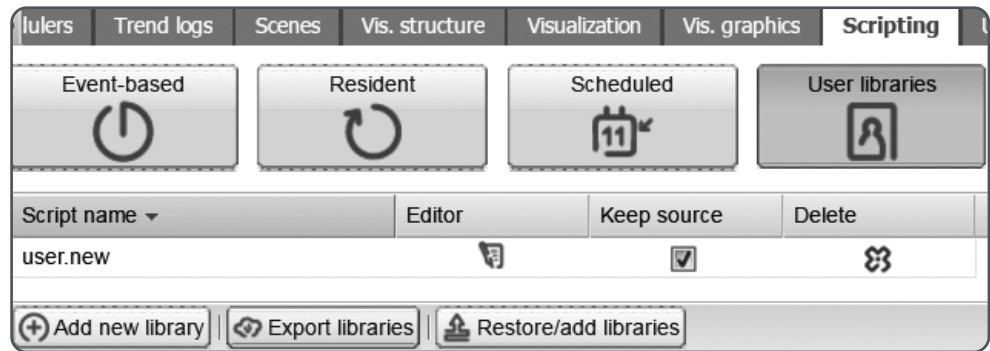 lulers Trend logs Scenes Vis. structure Visualization Vis. graphics Scripting
Event-based Resident Scheduled User libraries
11
Script name Editor Keep source Delete
user.new
Add new library Export libraries Restore/add libraries